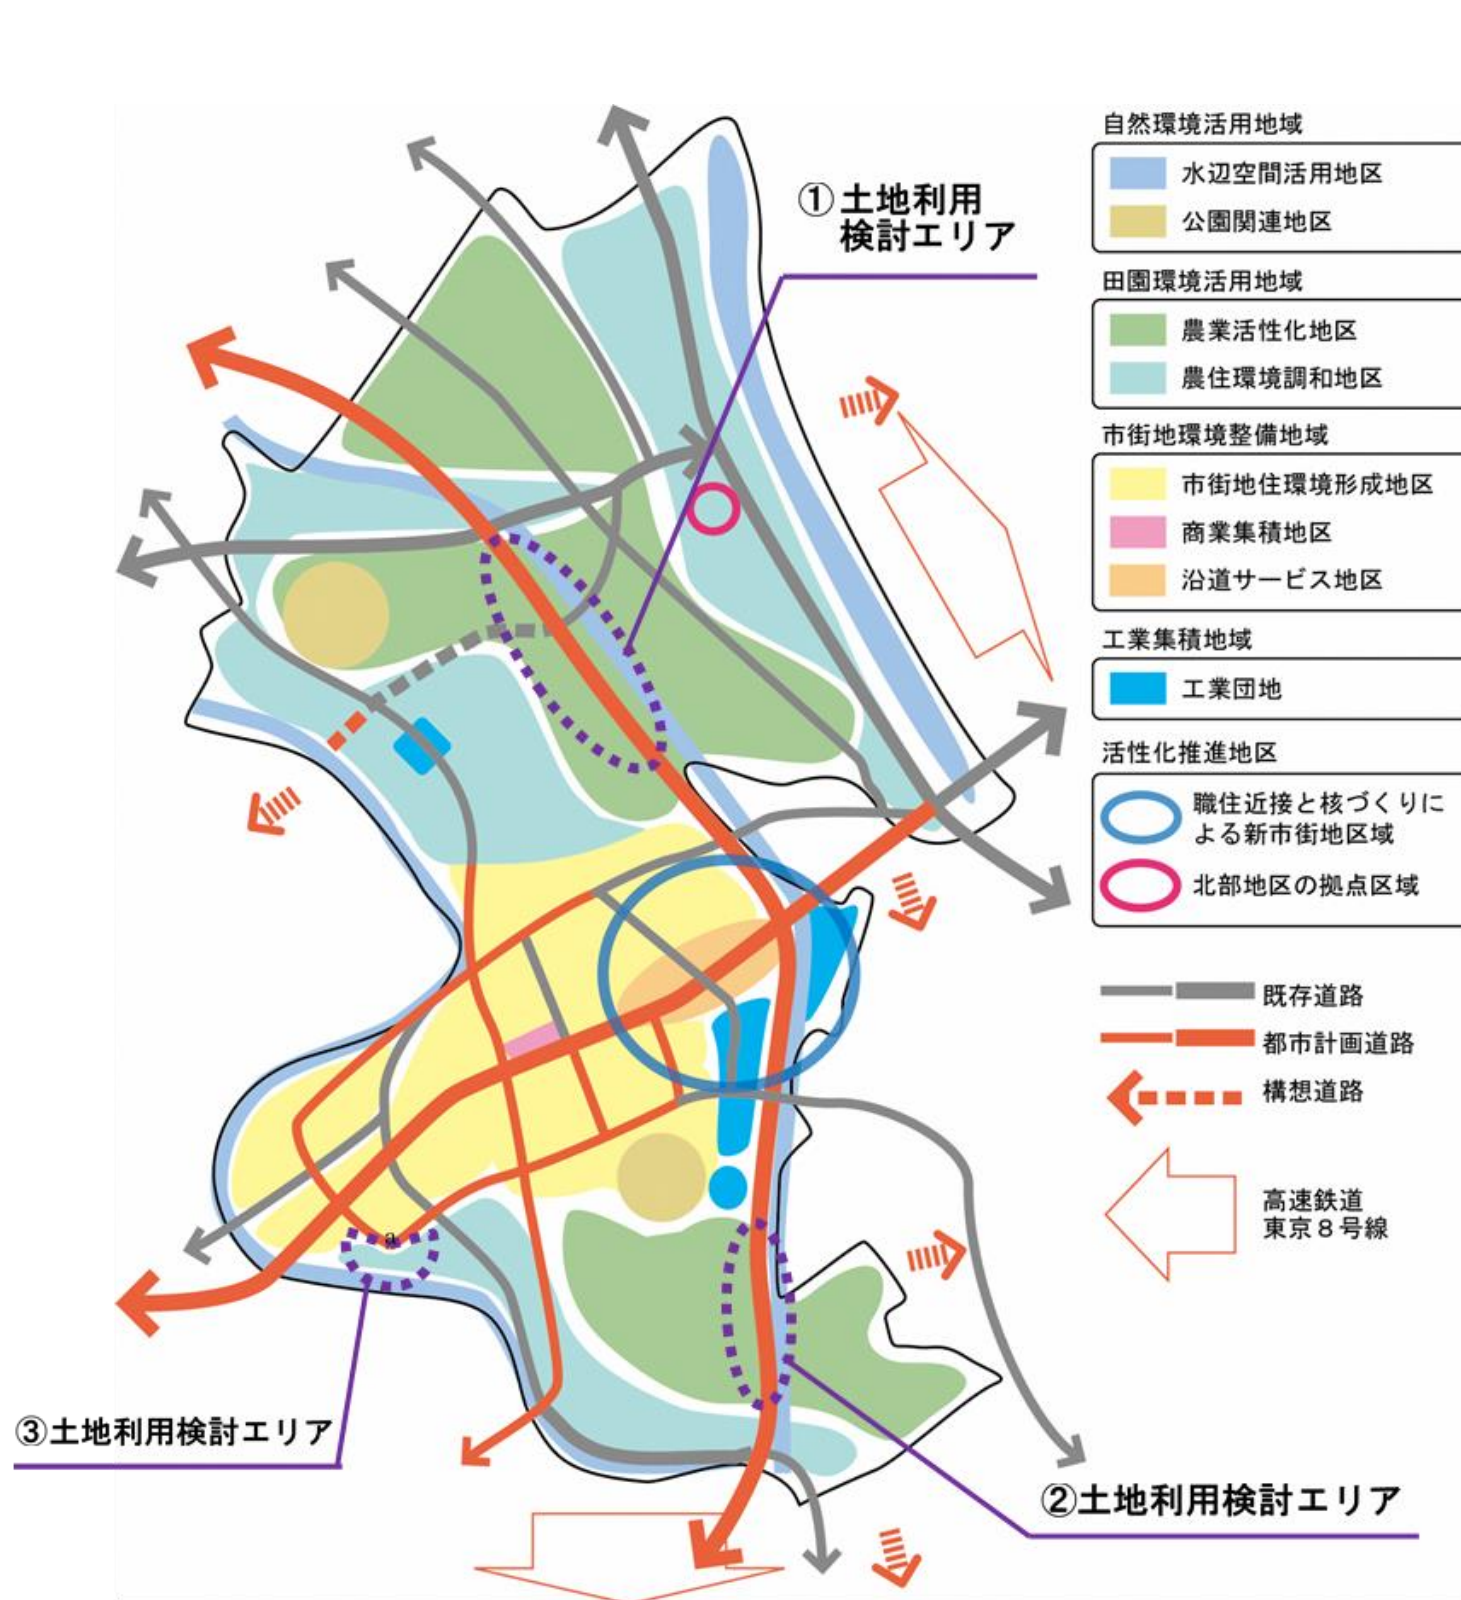 ①土地利用
検討エリア
自然環境活用地域
水辺空間活用地区
公園関連地区
田園環境活用地域
農業活性化地区
農住環境調和地区
市街地環境整備地域
市街地住環境形成地区
商業集積地区
沿道サービス地区
工業集積地域
工業団地
活性化推進地区
職住近接と核づくりに
よる新市街地区域
北部地区の拠点区域
既存道路
都市計画道路
構想道路
高速鉄道
東京8号線
a
③土地利用検討エリア
②土地利用検討エリア